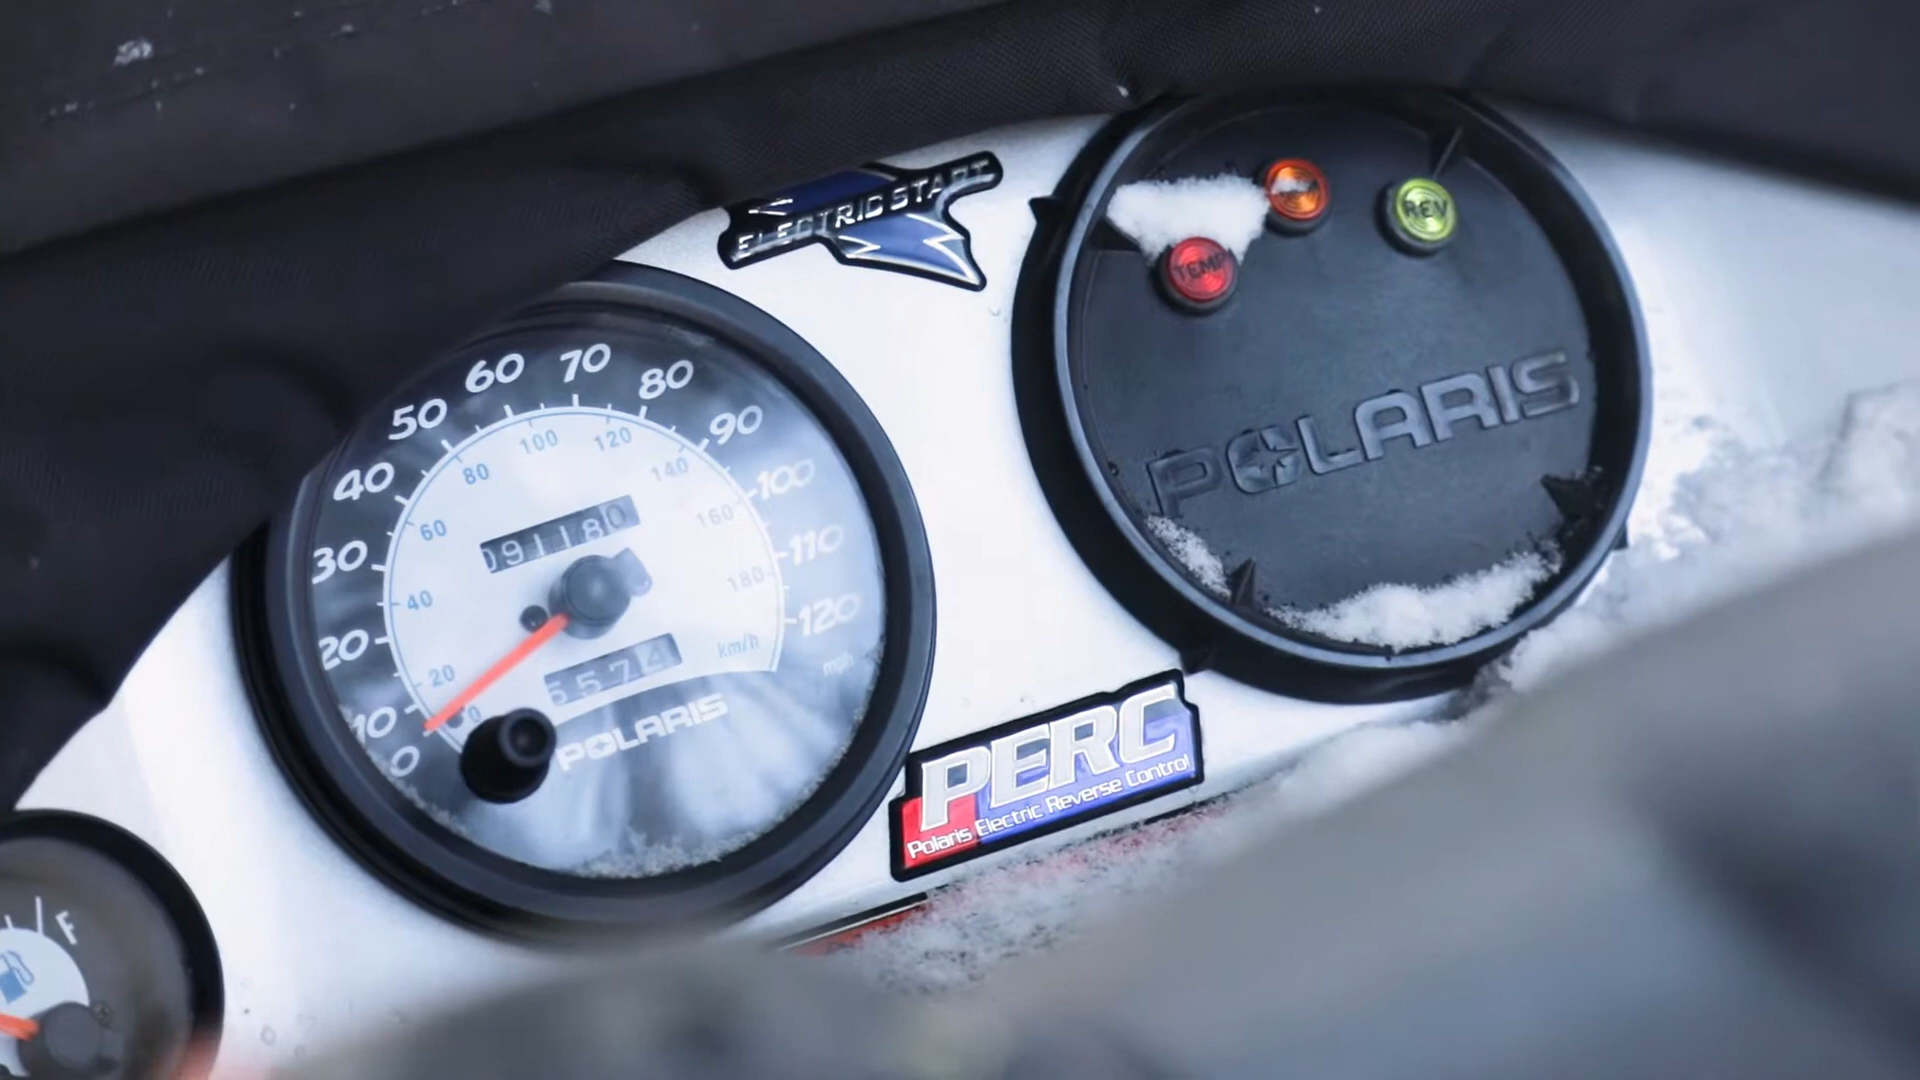 ELECTRIC START
TEMP
REV
POLARIS
60 70 80
50 90
40 100
30 110
20 120
10 mph
0
100 120
80 140
60 160
40 180
20 km/h
0
091180
5574
POLARIS
PERC
Polaris Electric Reverse Control
F